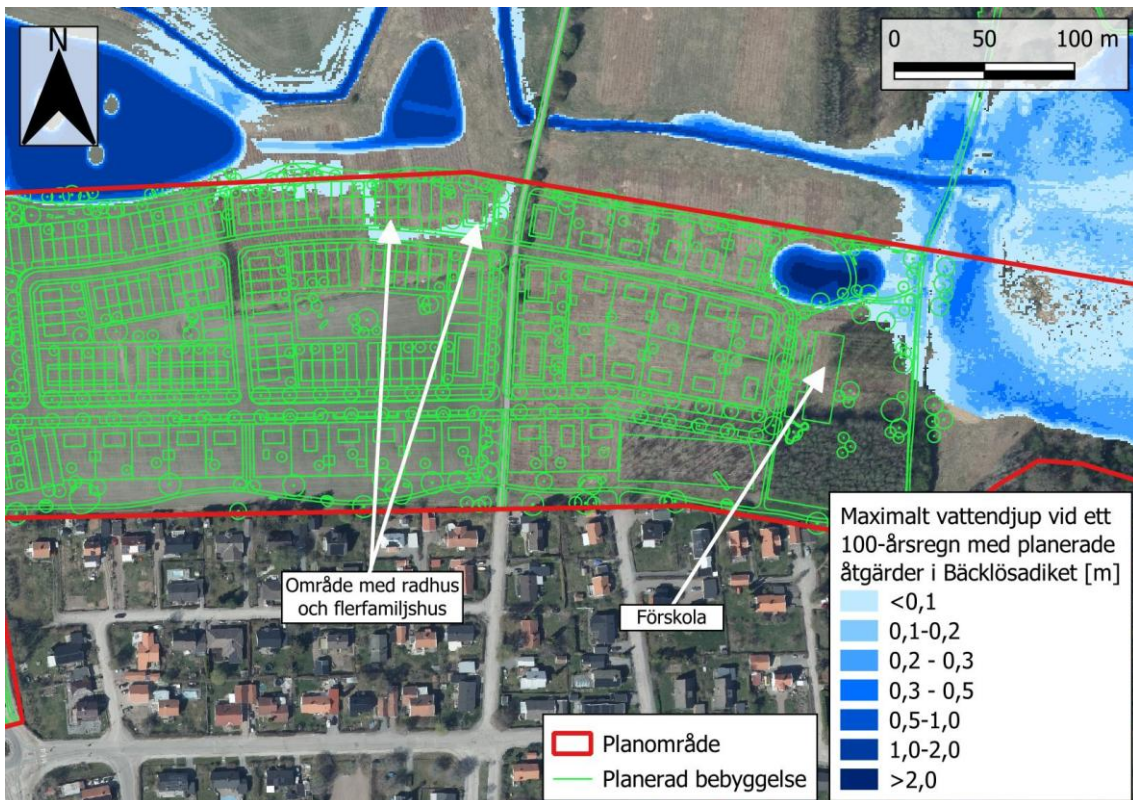 N
0 50 100 m
Område med radhus
och flerfamiljshus
Förskola
Planområde
Planerad bebyggelse
Maximalt vattendjup vid ett
100-årsregn med planerade
åtgärder i Bäcklösadiket [m]
<0,1
0,1-0,2
0,2 - 0,3
0,3 - 0,5
0,5-1,0
1,0-2,0
>2,0